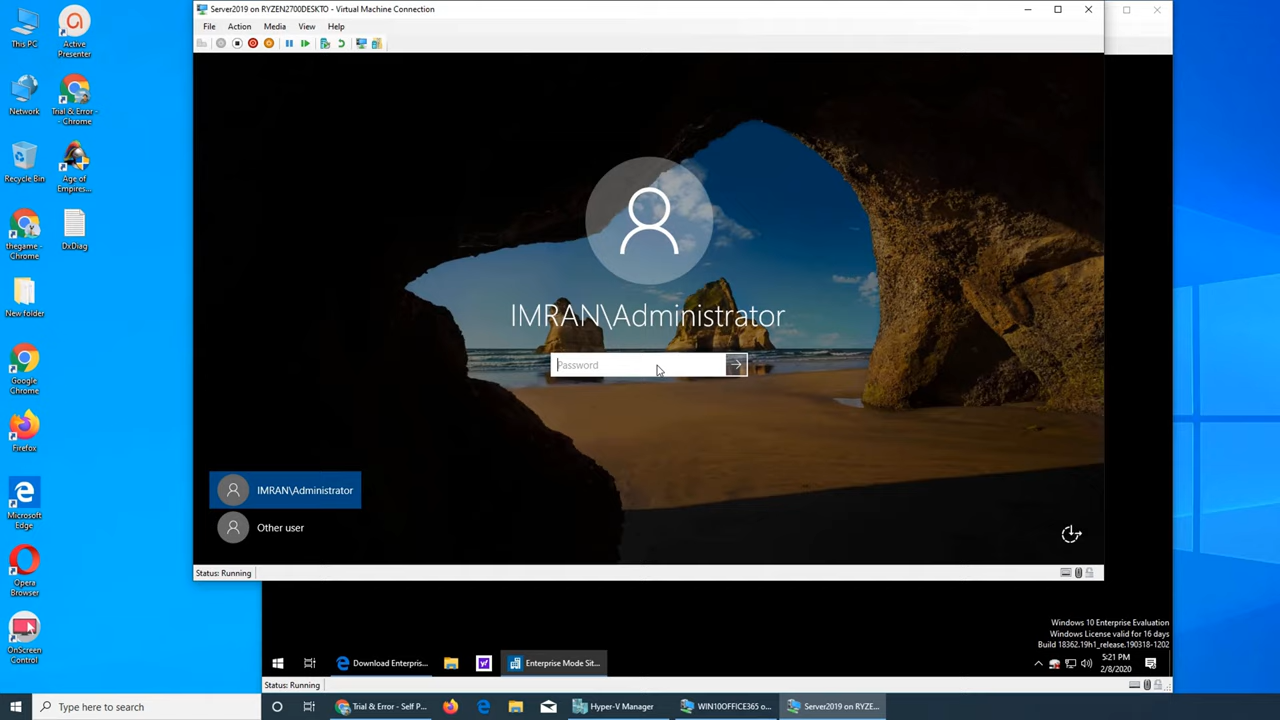 Server2019 on RYZEN2700DESKTO - Virtual Machine Connection
File Action Media View Help
This PC
Active
Presenter
Network
Trial & Error -
- Chrome
Recycle Bin
Age of
Empires...
thegame -
Chrome
DxDiag
New folder
Google
Chrome
Firefox
Microsoft
Edge
Opera
Browser
OnScreen
Control
IMRAN\Administrator
Password
IMRAN\Administrator
Other user
Status: Running
Windows 10 Enterprise Evaluation
Windows License valid for 16 days
Build 18362.19h1_release.190318-1202
Download Enterpris...
Enterprise Mode Sit...
5:21 PM
2/8/2020
Status: Running
Type here to search
Trial & Error - Self P...
Hyper-V Manager
WIN10OFFICE365 o...
Server2019 on RYZE...